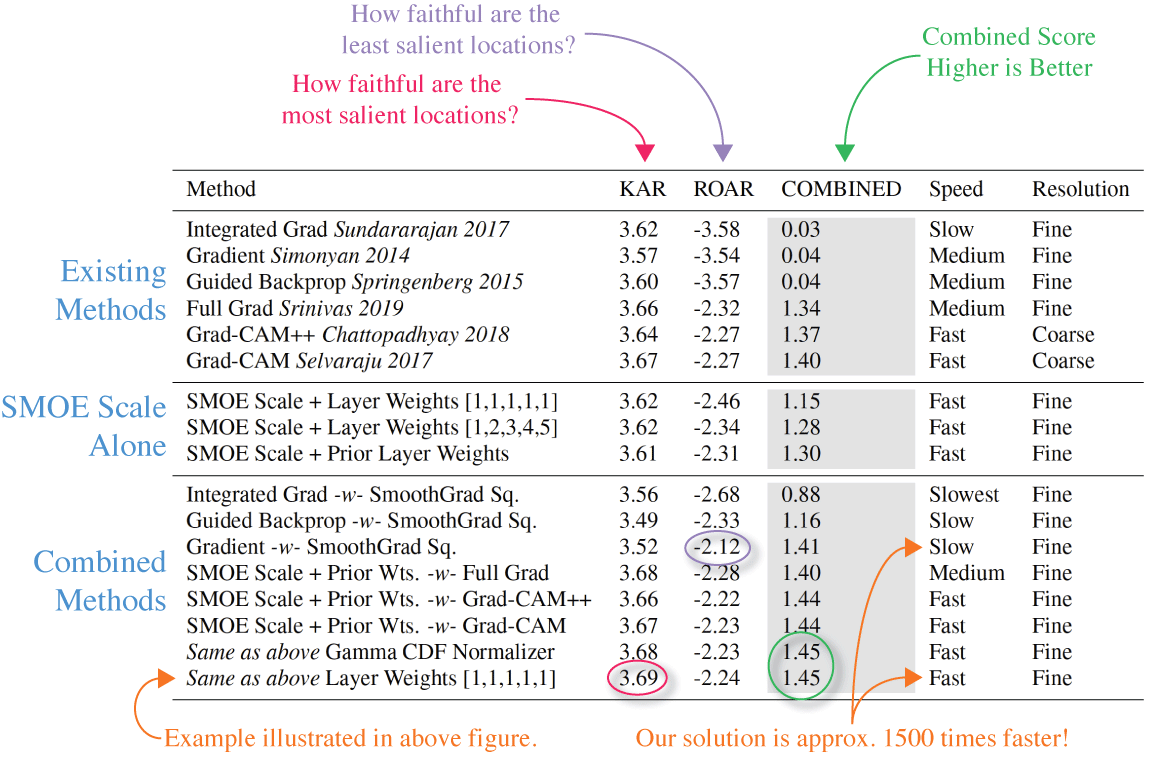 How faithful are the
least salient locations?
How faithful are the
most salient locations?
Combined Score
Higher is Better
Method KAR ROAR COMBINED Speed Resolution
Existing
Methods
Integrated Grad Sundararajan 2017 3.62 -3.58 0.03 Slow Fine
Gradient Simonyan 2014 3.57 -3.54 0.04 Medium Fine
Guided Backprop Springenberg 2015 3.60 -3.57 0.04 Medium Fine
Full Grad Srinivas 2019 3.66 -2.32 1.34 Medium Fine
Grad-CAM++ Chattopadhyay 2018 3.64 -2.27 1.37 Fast Coarse
Grad-CAM Selvaraju 2017 3.67 -2.27 1.40 Fast Coarse
SMOE Scale
Alone
SMOE Scale + Layer Weights [1,1,1,1,1] 3.62 -2.46 1.15 Fast Fine
SMOE Scale + Layer Weights [1,2,3,4,5] 3.62 -2.34 1.28 Fast Fine
SMOE Scale + Prior Layer Weights 3.61 -2.31 1.30 Fast Fine
Combined
Methods
Integrated Grad -w- SmoothGrad Sq. 3.56 -2.68 0.88 Slowest Fine
Guided Backprop -w- SmoothGrad Sq. 3.49 -2.33 1.16 Slow Fine
Gradient -w- SmoothGrad Sq. 3.52 -2.12 1.41 Slow Fine
SMOE Scale + Prior Wts. -w- Full Grad 3.68 -2.28 1.40 Medium Fine
SMOE Scale + Prior Wts. -w- Grad-CAM++ 3.66 -2.22 1.44 Fast Fine
SMOE Scale + Prior Wts. -w- Grad-CAM 3.67 -2.23 1.44 Fast Fine
Same as above Gamma CDF Normalizer 3.68 -2.23 1.45 Fast Fine
Same as above Layer Weights [1,1,1,1,1] 3.69 -2.24 1.45 Fast Fine
Example illustrated in above figure.
Our solution is approx. 1500 times faster!